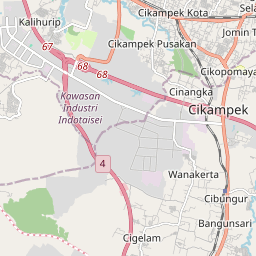 Cikampek Kota
Sela
Kalihurip
Jomin T
Cikampek Pusakan
67
67
68
68
Cikopomaya
Cinangka
Kawasan
Industri
Indotaisei
Cikampek
4
Wanakerta
Cibungur
Bangunsari
Cigelam